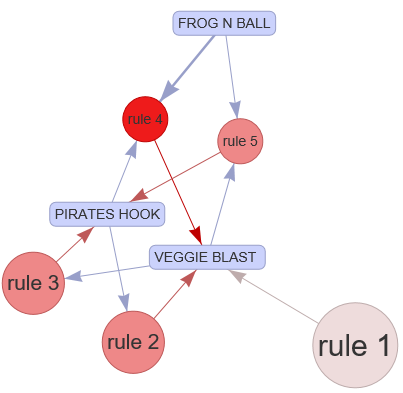 FROG N BALL
rule 4
rule 5
PIRATES HOOK
VEGGIE BLAST
rule 3
rule 2
rule 1